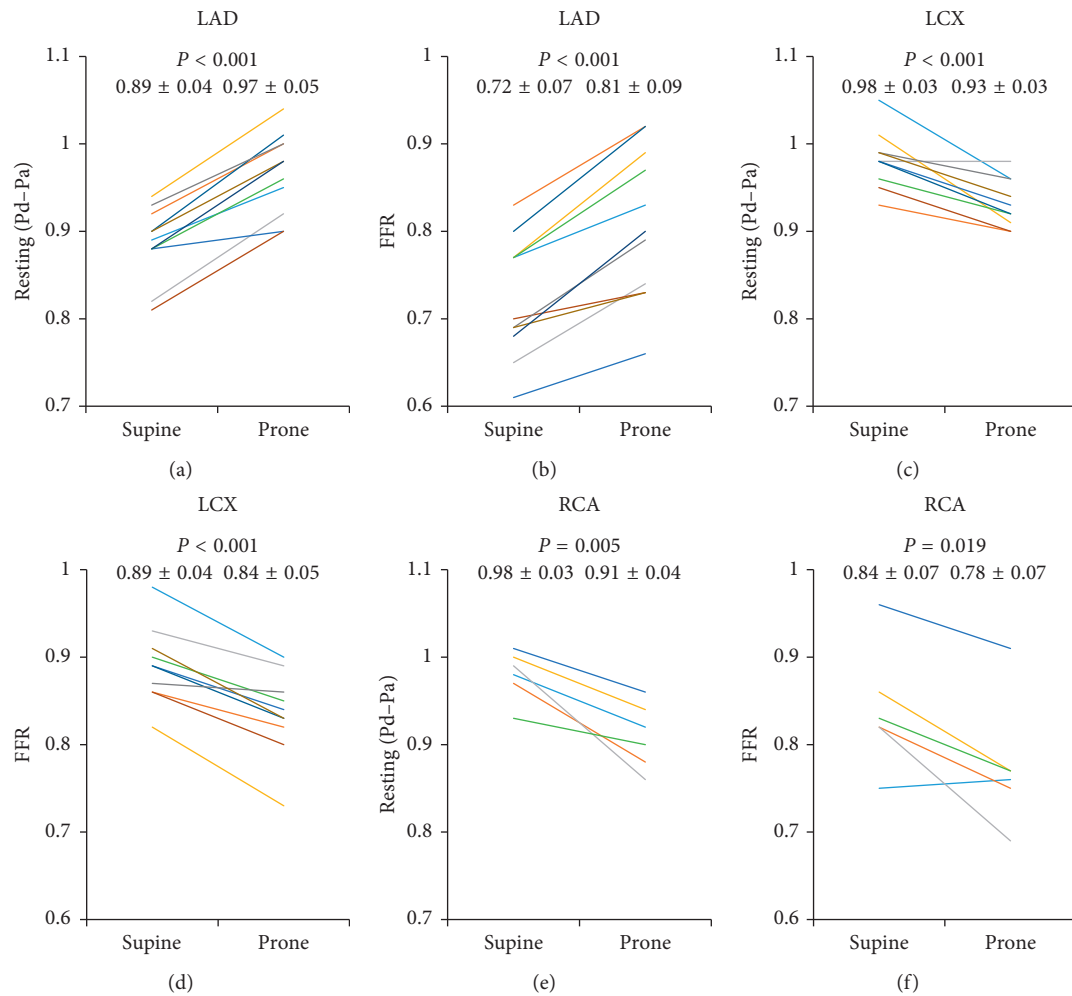 LAD
P < 0.001
0.89 ± 0.04 0.97 ± 0.05
Resting (Pd–Pa)
1.1
1
0.9
0.8
0.7
Supine Prone
(a)
LAD
P < 0.001
0.72 ± 0.07 0.81 ± 0.09
FFR
1
0.9
0.8
0.7
0.6
Supine Prone
(b)
LCX
P < 0.001
0.98 ± 0.03 0.93 ± 0.03
Resting (Pd–Pa)
1.1
1
0.9
0.8
0.7
Supine Prone
(c)
LCX
P < 0.001
0.89 ± 0.04 0.84 ± 0.05
FFR
1
0.9
0.8
0.7
0.6
Supine Prone
(d)
RCA
P = 0.005
0.98 ± 0.03 0.91 ± 0.04
Resting (Pd–Pa)
1.1
1
0.9
0.8
0.7
Supine Prone
(e)
RCA
P = 0.019
0.84 ± 0.07 0.78 ± 0.07
FFR
1
0.9
0.8
0.7
0.6
Supine Prone
(f)